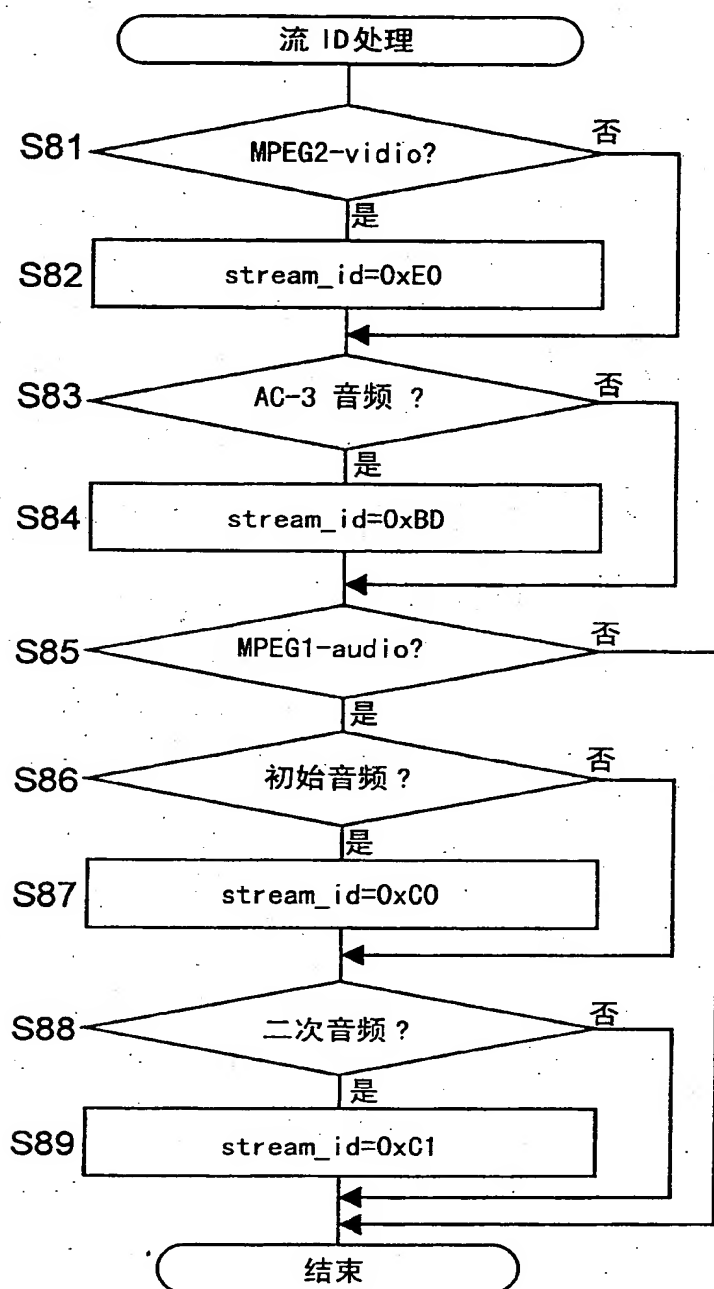 流 ID处理
S81
MPEG2-vidio?
否
是
S82
stream_id=0xE0
S83
AC-3 音频 ?
否
是
S84
stream_id=0xBD
S85
MPEG1-audio?
否
是
S86
初始音频?
否
是
S87
stream_id=0xC0
S88
二次音频?
否
是
S89
stream_id=0xC1
结束